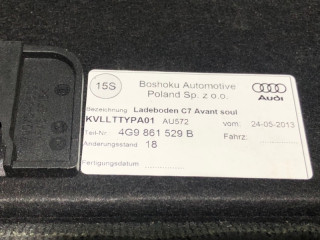 15S
Boshoku Automotive
Poland Sp. z o.o.
Audi
Bezeichnung Ladeboden C7 Avant soul
KVLLTTYPA01 AU572 vom: 24-05-2013
Teil-Nr. 4G9 861 529 B Fahrz:
Änderungsstand 18
Fertigungsdatum